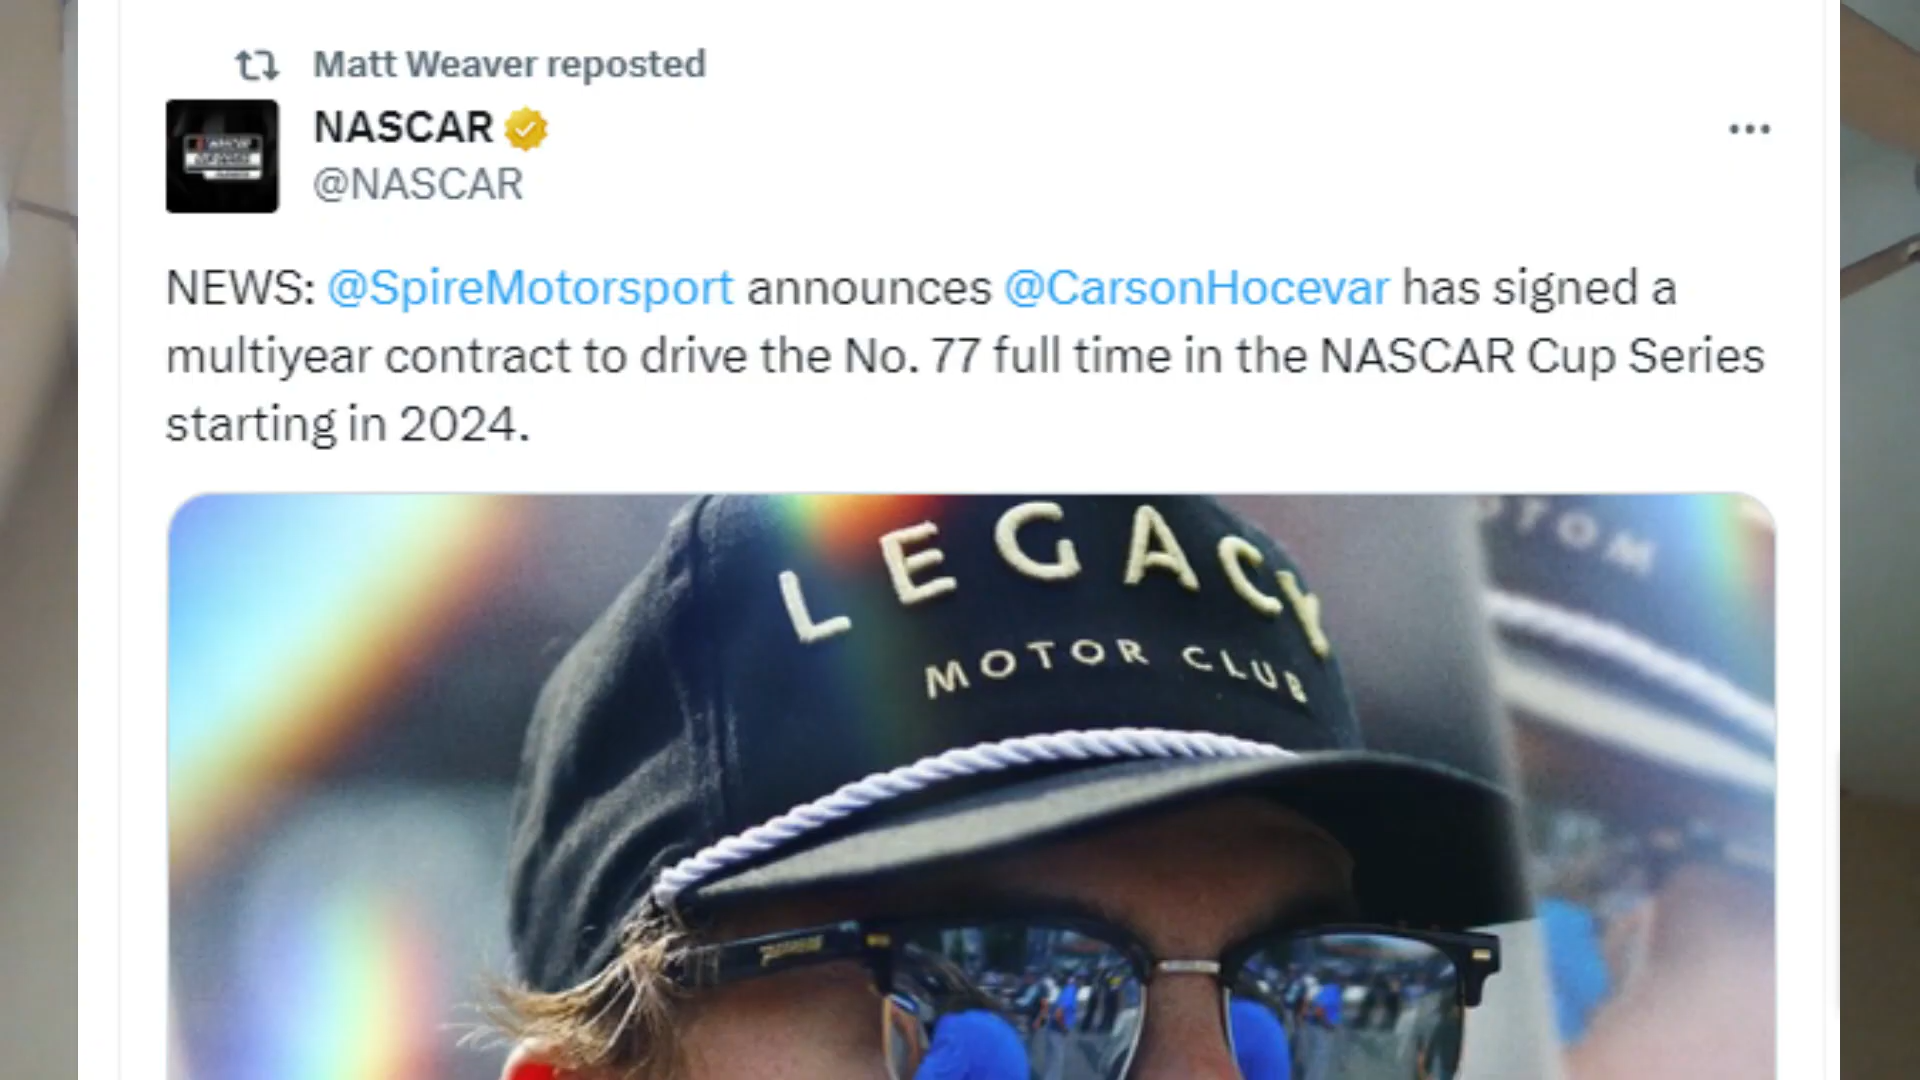 Matt Weaver reposted
NASCAR
@NASCAR
NEWS: @SpireMotorsport announces @CarsonHocevar has signed a
multiyear contract to drive the No. 77 full time in the NASCAR Cup Series
starting in 2024.
LEGACY
MOTOR CLUB